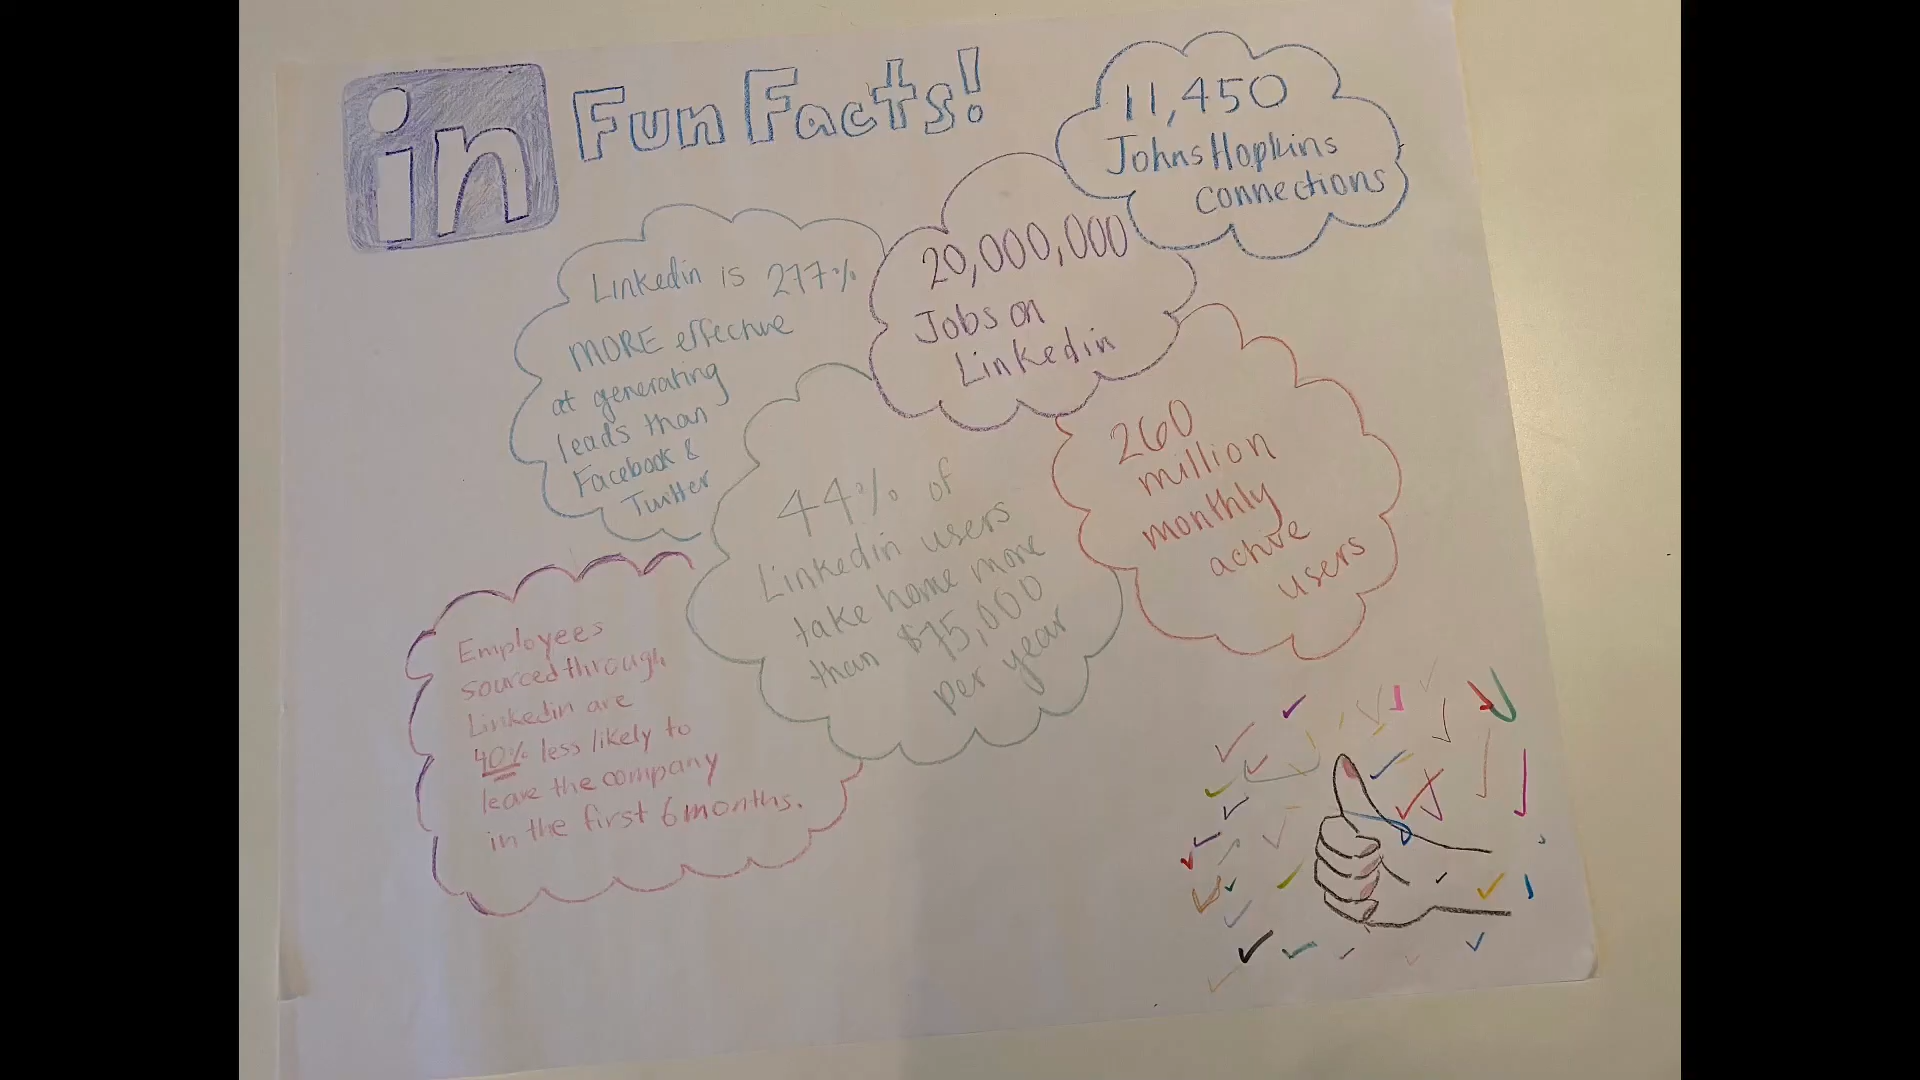 in Fun Facts!
11,450
Johns Hopkins
connections
20,000,000
Jobs on
Linkedin
Linkedin is 277%
MORE effective
at generating
leads than
Facebook &
Twitter
260
million
monthly
active
users
44% of
Linkedin users
take home more
than $75,000
per year
Employees
sourced through
Linkedin are
40% less likely to
leave the company
in the first 6 months.